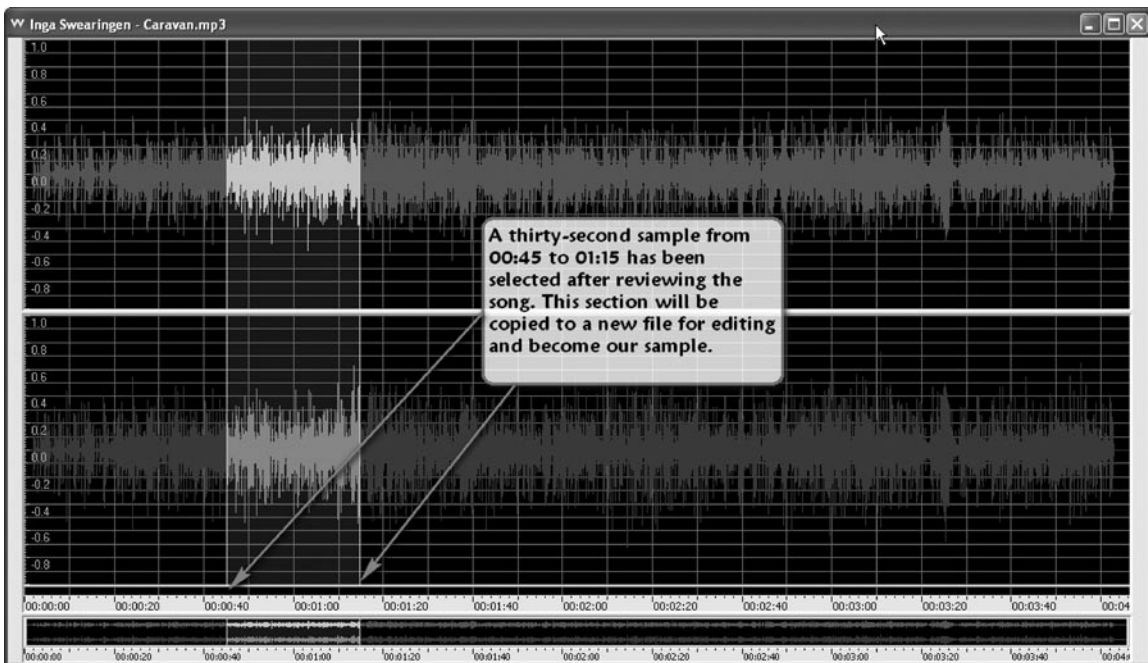 Inga Swearingen - Caravan.mp3
1.0
0.8
0.6
0.4
0.2
0.0
-0.2
-0.4
-0.6
-0.8
A thirty-second sample from
00:45 to 01:15 has been
selected after reviewing the
song. This section will be
copied to a new file for editing
and become our sample.
1.0
0.8
0.6
0.4
0.2
0.0
-0.2
-0.4
-0.6
-0.8
00:00:00 00:00:20 00:00:40 00:01:00 00:01:20 00:01:40 00:02:00 00:02:20 00:02:40 00:03:00 00:03:20 00:03:40 00:04
00:00:00 00:00:20 00:00:40 00:01:00 00:01:20 00:01:40 00:02:00 00:02:20 00:02:40 00:03:00 00:03:20 00:03:40